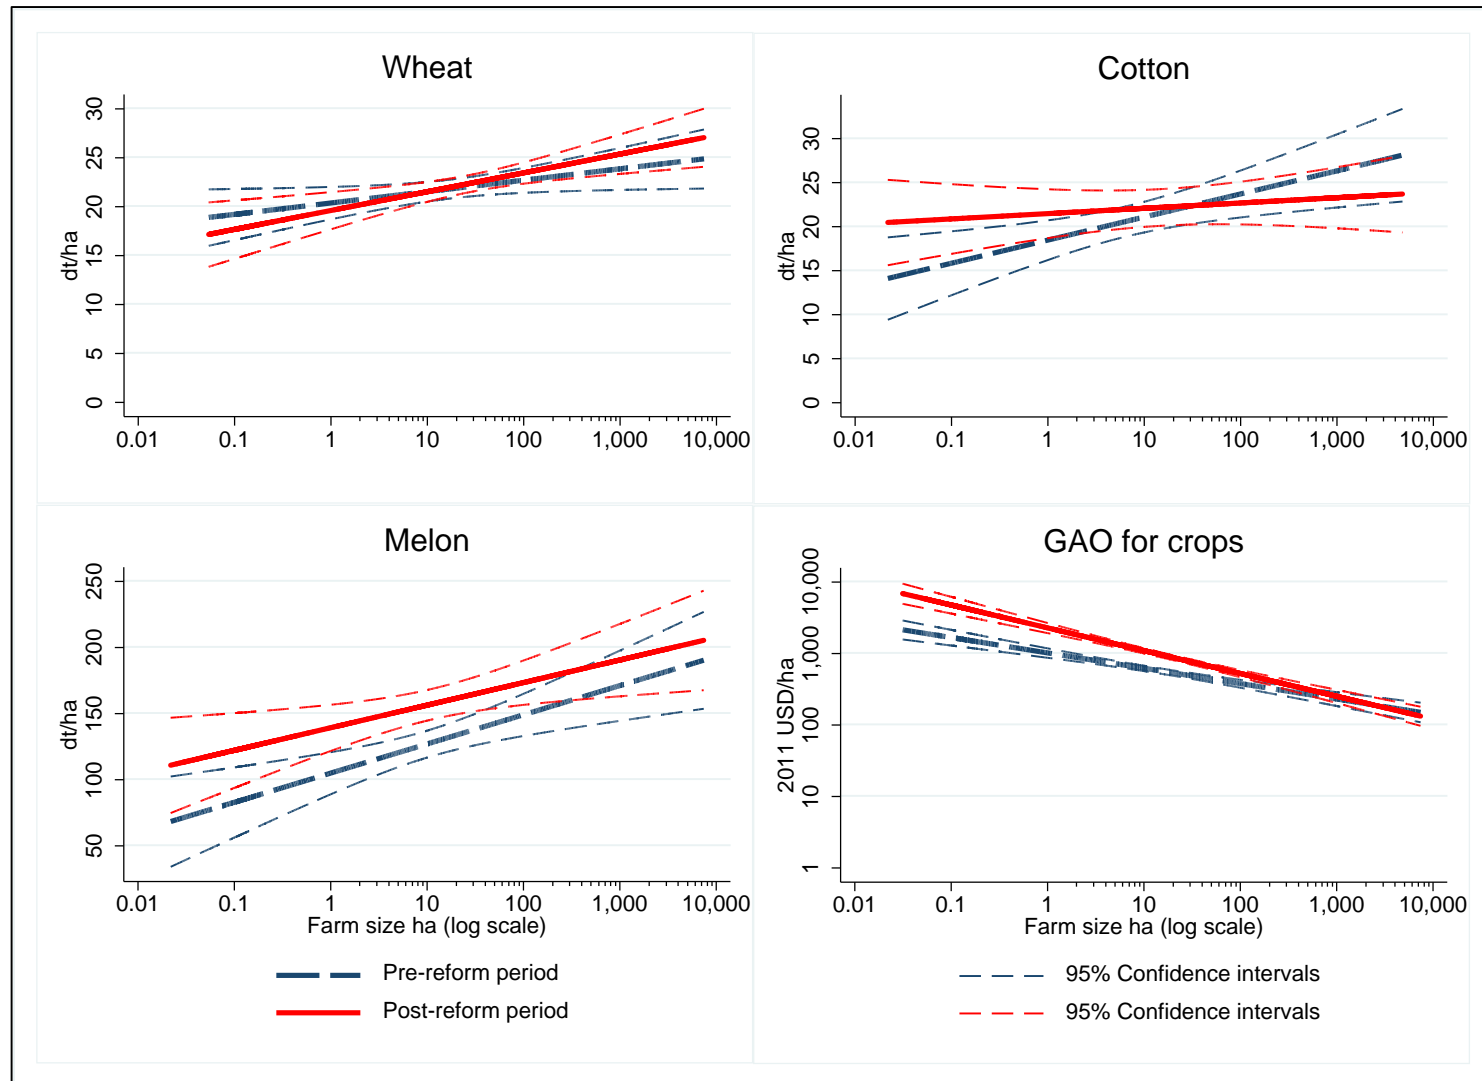 Wheat
dt/ha
0 5 10 15 20 25 30
0.01 0.1 1 10 100 1,000 10,000
Cotton
dt/ha
0 5 10 15 20 25 30
0.01 0.1 1 10 100 1,000 10,000
Melon
dt/ha
50 100 150 200 250
0.01 0.1 1 10 100 1,000 10,000
Farm size ha (log scale)
GAO for crops
2011 USD/ha
1 10 100 1,000 10,000
0.01 0.1 1 10 100 1,000 10,000
Farm size ha (log scale)
Pre-reform period
Post-reform period
95% Confidence intervals
95% Confidence intervals